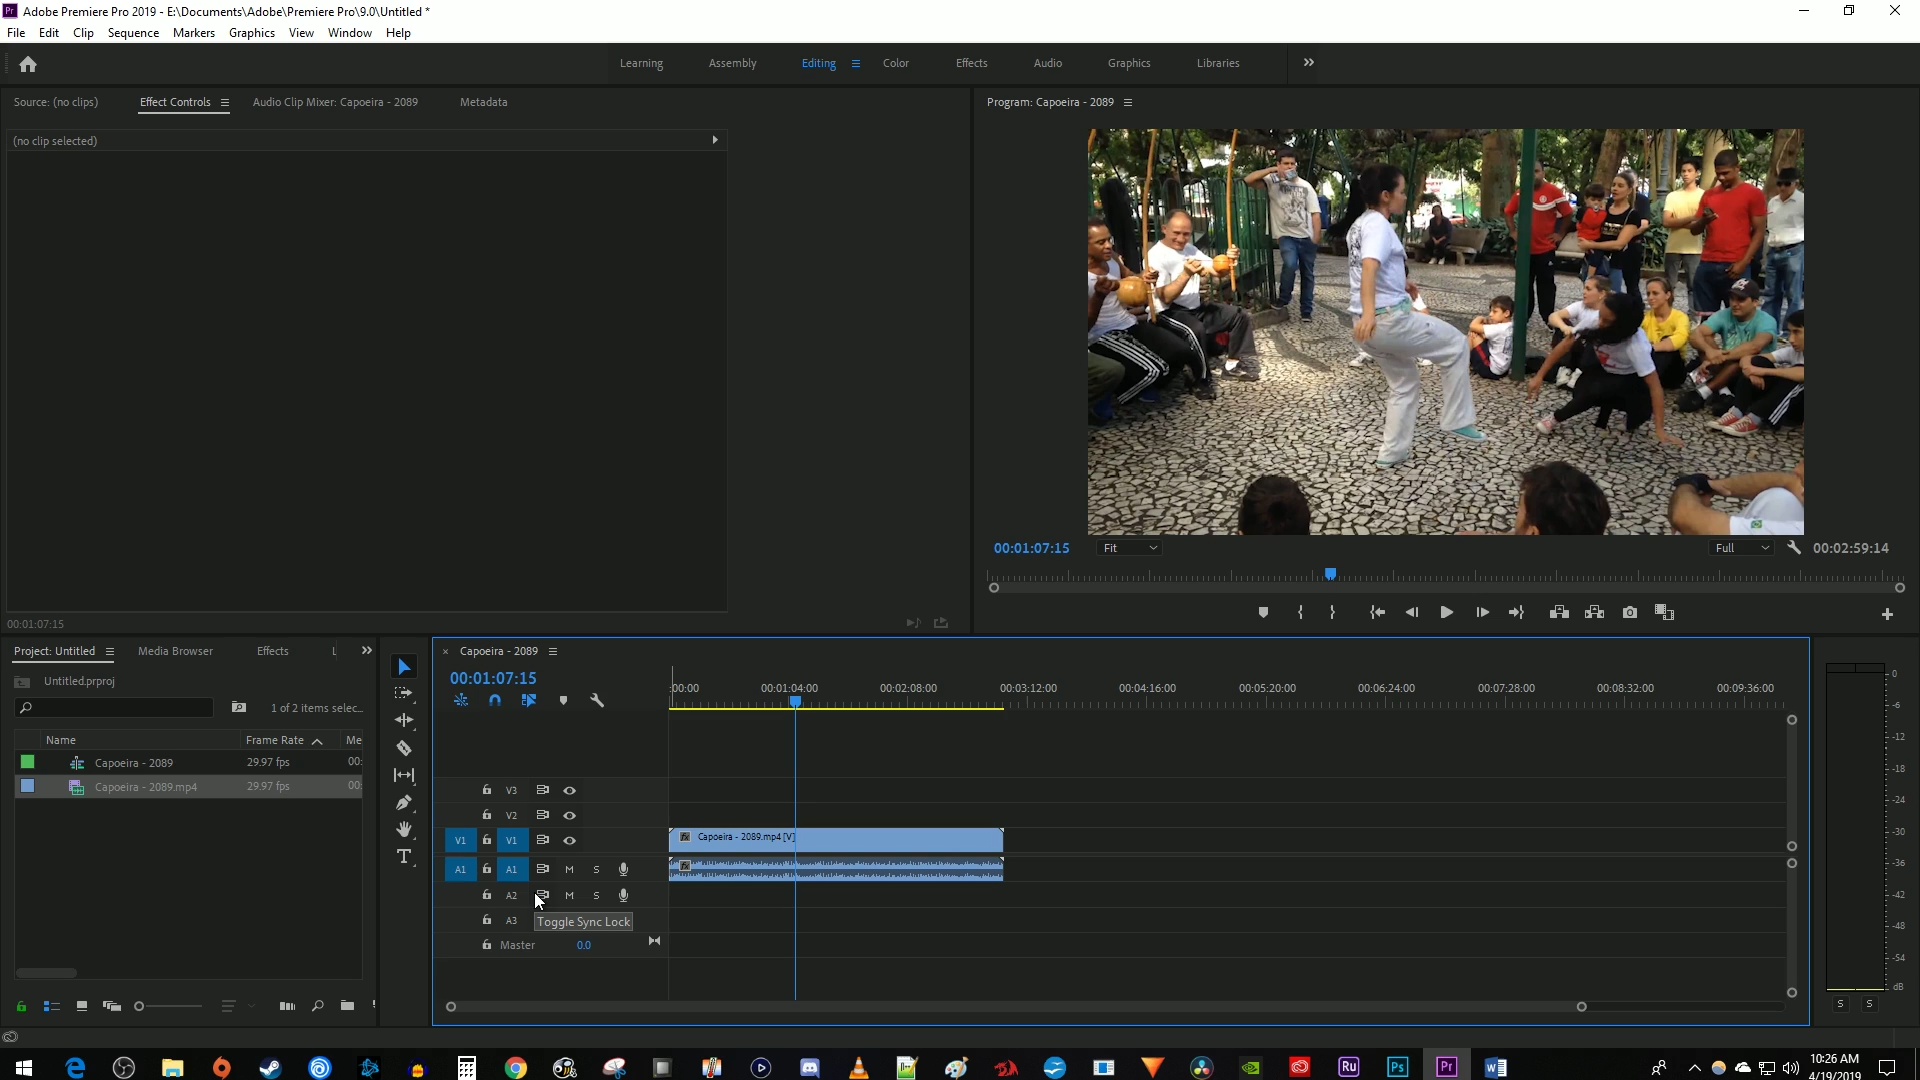 Adobe Premiere Pro 2019 - E:\Documents\Adobe\Premiere Pro\9.0\Untitled *
File Edit Clip Sequence Markers Graphics View Window Help
Learning Assembly Editing Color Effects Audio Graphics Libraries
Source: (no clips) Effect Controls Audio Clip Mixer: Capoeira - 2089 Metadata
Program: Capoeira - 2089
(no clip selected)
00:01:07:15 Fit Full 00:02:59:14
00:01:07:15
Project: Untitled Media Browser Effects
Untitled.prproj
1 of 2 items selec...
Name Frame Rate Me
Capoeira - 2089 29.97 fps 00:
Capoeira - 2089.mp4 29.97 fps 00:
Capoeira - 2089
00:01:07:15
:00:00 00:01:04:00 00:02:08:00 00:03:12:00 00:04:16:00 00:05:20:00 00:06:24:00 00:07:28:00 00:08:32:00 00:09:36:00
V3
V2
V1 V1 Capoeira - 2089.mp4 [V]
A1 A1 M S
A2 M S
A3 Toggle Sync Lock
Master 0.0
0
-6
-12
-18
-24
-30
-36
-42
-48
-54
dB
S S
Ru Ps Pr
10:26 AM
4/19/2019